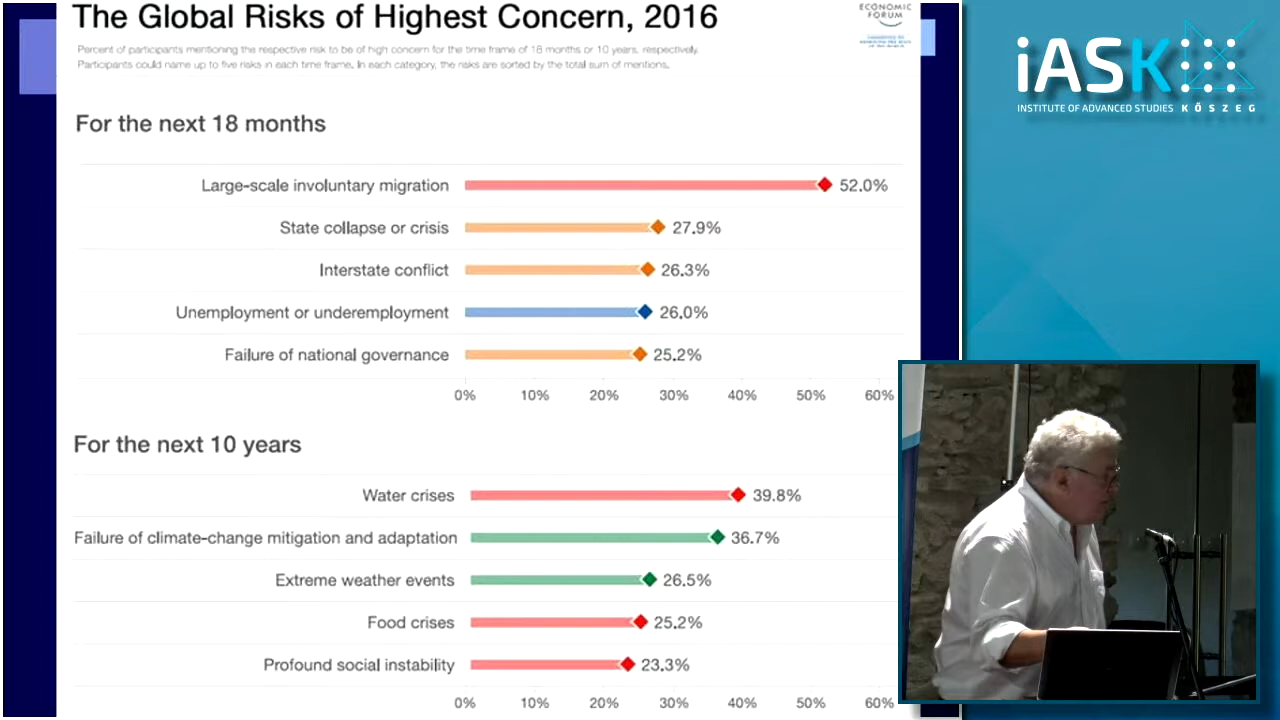 The Global Risks of Highest Concern, 2016
ECONOMIC
FORUM
Percent of participants mentioning the respective risk to be of high concern for the time frame of 18 months or 10 years, respectively.
Participants could name up to five risks in each time frame. In each category, the risks are sorted by the total sum of mentions.
iASK
INSTITUTE OF ADVANCED STUDIES KŐSZEG
For the next 18 months
Large-scale involuntary migration 52.0%
State collapse or crisis 27.9%
Interstate conflict 26.3%
Unemployment or underemployment 26.0%
Failure of national governance 25.2%
0% 10% 20% 30% 40% 50% 60%
For the next 10 years
Water crises 39.8%
Failure of climate-change mitigation and adaptation 36.7%
Extreme weather events 26.5%
Food crises 25.2%
Profound social instability 23.3%
0% 10% 20% 30% 40% 50% 60%